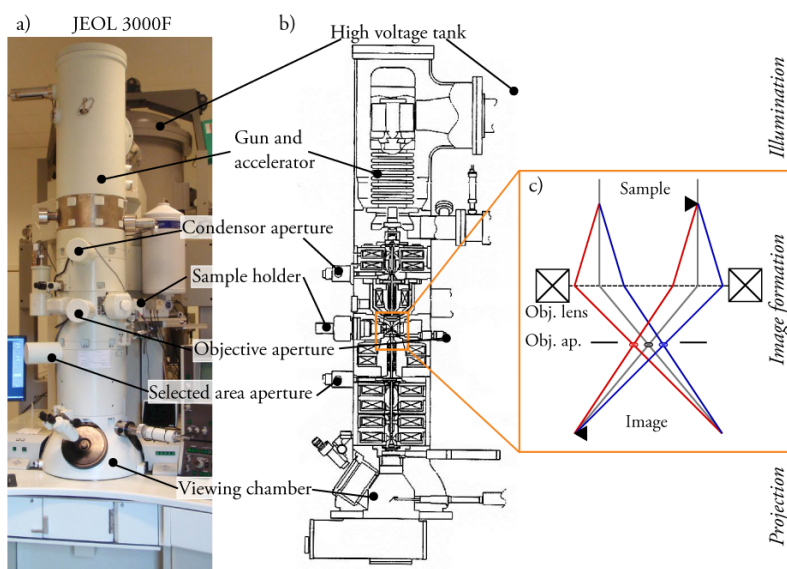 a)
JEOL 3000F
b)
High voltage tank
Gun and
accelerator
Condensor aperture
Sample holder
Objective aperture
Selected area aperture
Viewing chamber
c)
Sample
Obj. lens
Obj. ap.
Image
Illumination
Image formation
Projection